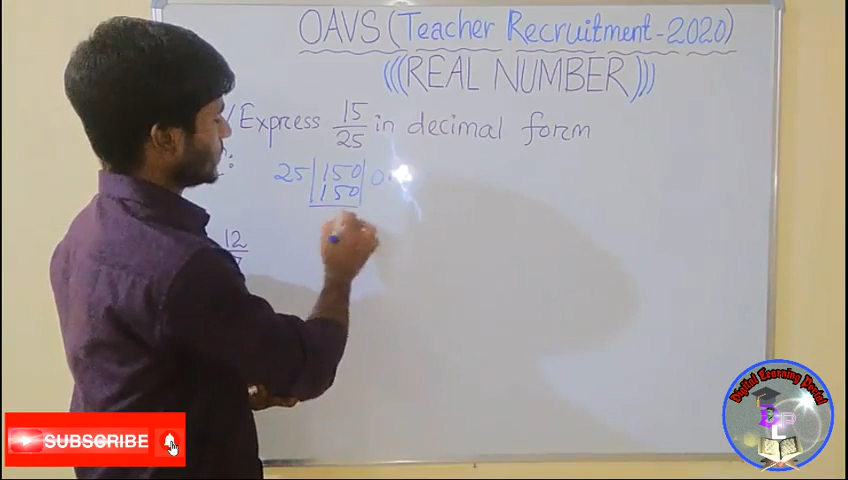 OAVS (Teacher Recruitment-2020)
(((REAL NUMBER)))
Express 15/25 in decimal form
25 | 150 | 0.
150
12
Digital Learning Portal
DLP
SUBSCRIBE